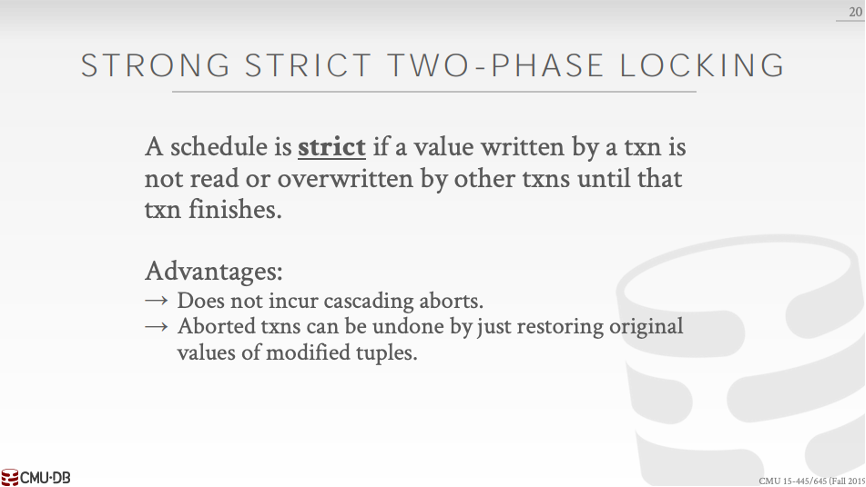 20
STRONG STRICT TWO-PHASE LOCKING
A schedule is strict if a value written by a txn is
not read or overwritten by other txns until that
txn finishes.
Advantages:
→ Does not incur cascading aborts.
→ Aborted txns can be undone by just restoring original
values of modified tuples.
CMU·DB
CMU 15-445/645 (Fall 201